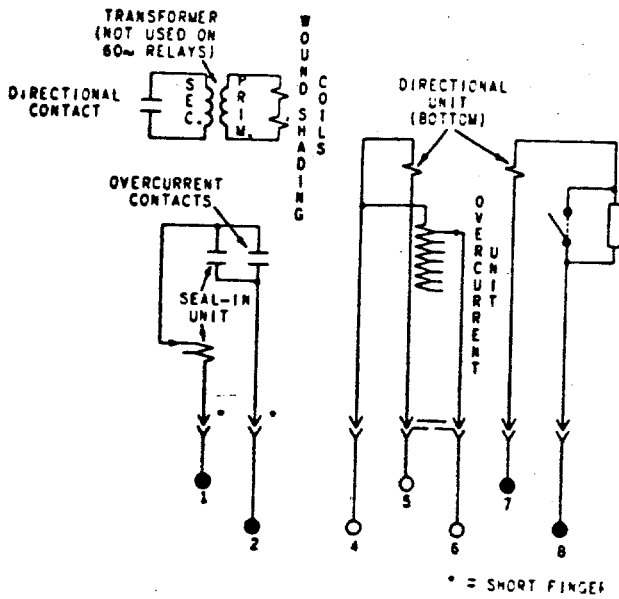 TRANSFORMER
(NOT USED ON
60~ RELAYS)
WOUND SHADING
COILS
DIRECTIONAL
CONTACT
SEC.
PRIM.
DIRECTIONAL
UNIT
(BOTTOM)
OVERCURRENT
CONTACTS
OVERCURRENT
UNIT
SEAL-IN
UNIT
*
*
1
2
4
5
6
7
8
* = SHORT FINGER